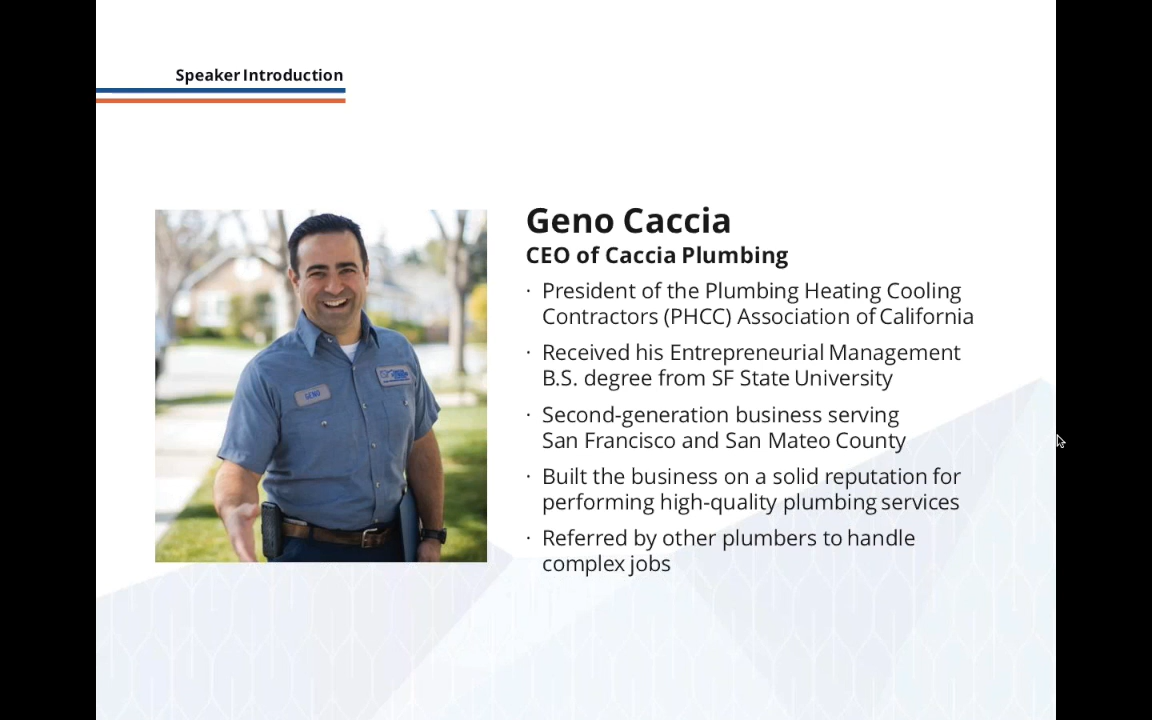 Speaker Introduction
Geno Caccia
CEO of Caccia Plumbing
· President of the Plumbing Heating Cooling
Contractors (PHCC) Association of California
· Received his Entrepreneurial Management
B.S. degree from SF State University
· Second-generation business serving
San Francisco and San Mateo County
· Built the business on a solid reputation for
performing high-quality plumbing services
· Referred by other plumbers to handle
complex jobs
GENO